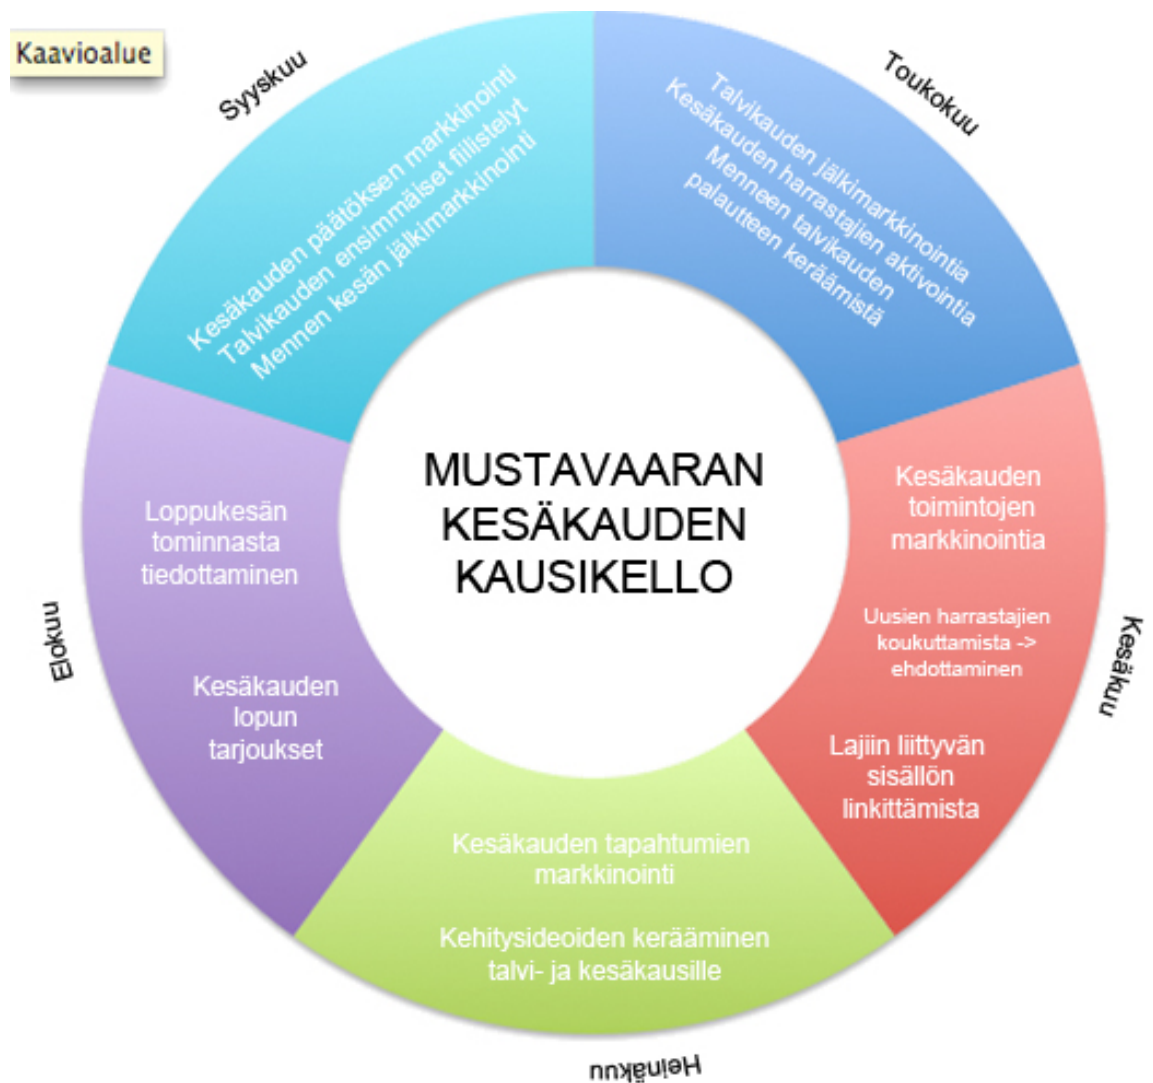 Kaavioalue
Syyskuu
Toukokuu
Kesäkauden päätöksen markkinointi
Talvikauden ensimmäiset fiilistelyt
Mennen kesän jälkimarkkinointi
Talvikauden jälkimarkkinointia
Kesäkauden harrastajien aktivointia
Menneen talvikauden
palautteen keräämistä
MUSTAVAARAN
KESÄKAUDEN
KAUSIKELLO
Kesäkauden
toimintojen
markkinointia
Uusien harrastajien
koukuttamista ->
ehdottaminen
Lajiin liittyvän
sisällön
linkittämista
Kesäkuu
Kesäkauden tapahtumien
markkinointi
Kehitysideoiden kerääminen
talvi- ja kesäkausille
Heinäkuu
Loppukesän
tominnasta
tiedottaminen
Kesäkauden
lopun
tarjoukset
Elokuu